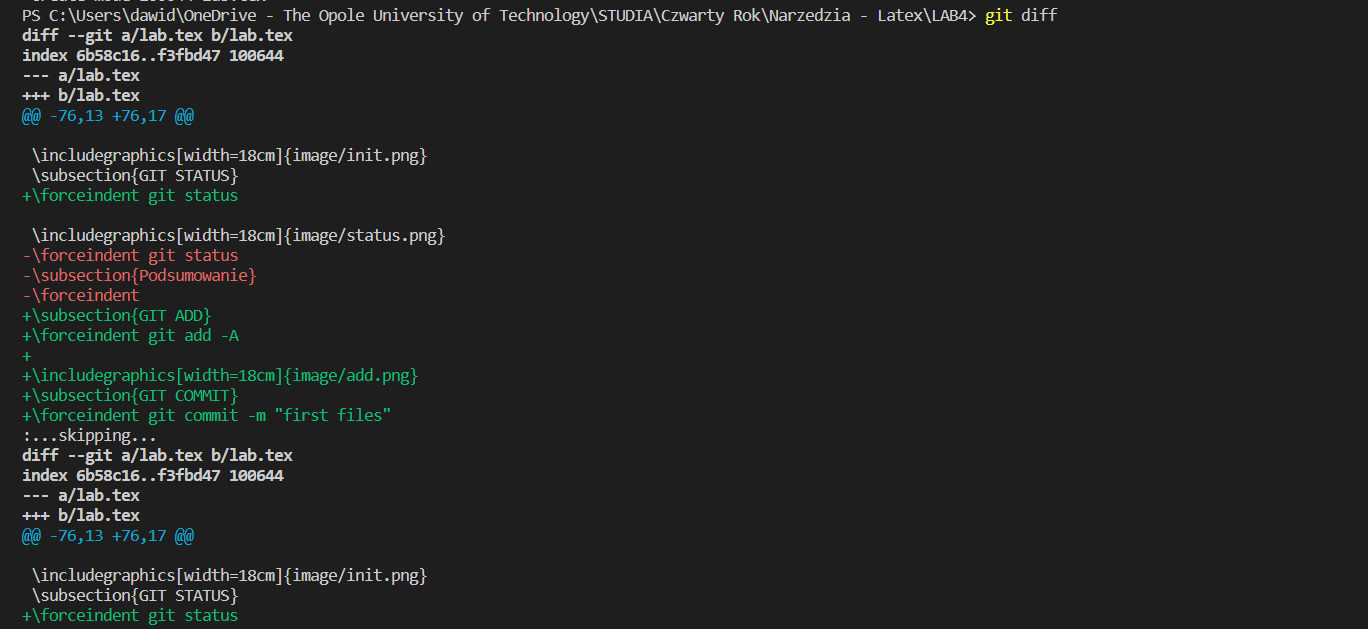 PS C:\Users\dawid\OneDrive - The Opole University of Technology\STUDIA\Czwarty Rok\Narzedzia - Latex\LAB4> git diff
diff --git a/lab.tex b/lab.tex
index 6b58c16..f3fbd47 100644
--- a/lab.tex
+++ b/lab.tex
@@ -76,13 +76,17 @@
 \includegraphics[width=18cm]{image/init.png}
 \subsection{GIT STATUS}
+\forceindent git status
 \includegraphics[width=18cm]{image/status.png}
-\forceindent git status
-\subsection{Podsumowanie}
-\forceindent
+\subsection{GIT ADD}
+\forceindent git add -A
+
+\includegraphics[width=18cm]{image/add.png}
+\subsection{GIT COMMIT}
+\forceindent git commit -m "first files"
:...skipping...
diff --git a/lab.tex b/lab.tex
index 6b58c16..f3fbd47 100644
--- a/lab.tex
+++ b/lab.tex
@@ -76,13 +76,17 @@
 \includegraphics[width=18cm]{image/init.png}
 \subsection{GIT STATUS}
+\forceindent git status